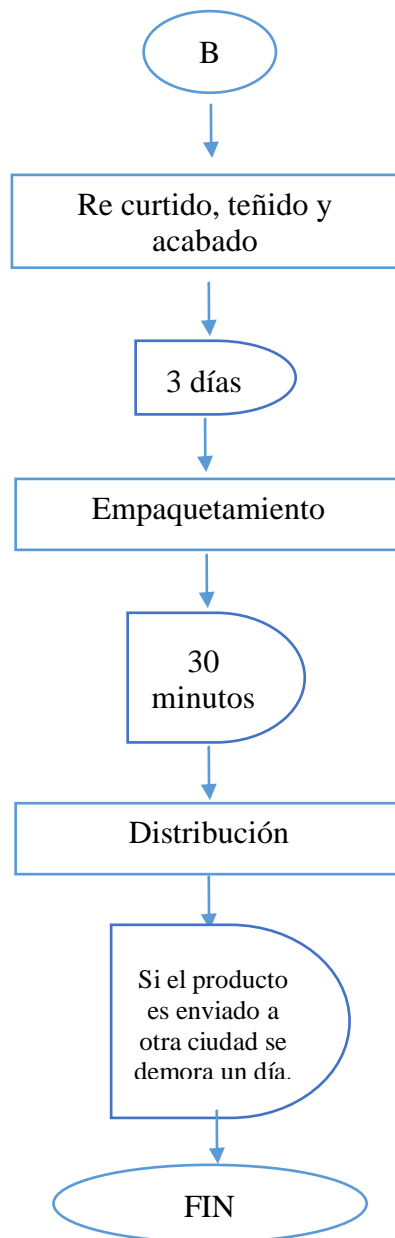 B
Re curtido, teñido y
acabado
3 días
Empaquetamiento
30
minutos
Distribución
Si el producto
es enviado a
otra ciudad se
demora un día.
FIN